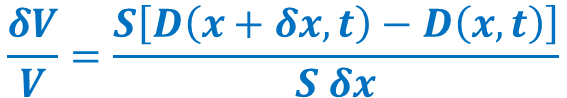 δV/V = S[D(x + δx, t) − D(x, t)]/S δx